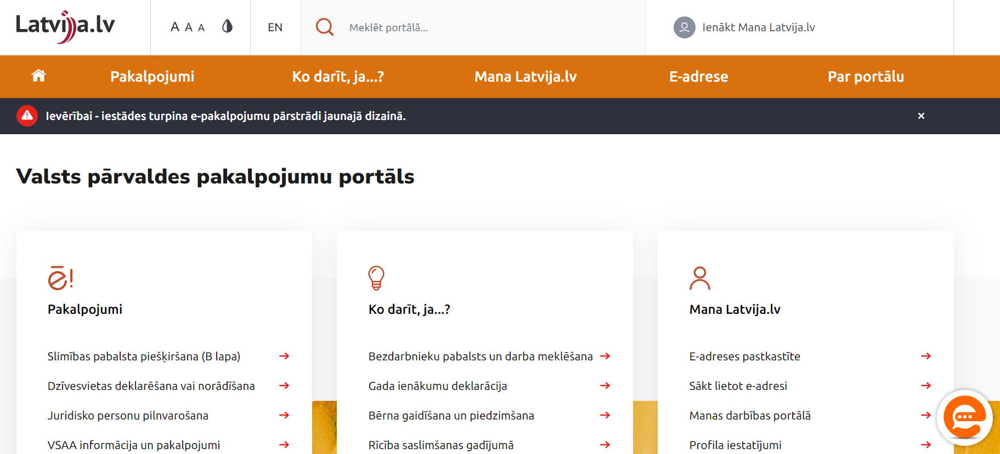 Latvija.lv
A A A
EN
Meklēt portālā...
Ienākt Mana Latvija.lv
Pakalpojumi
Ko darīt, ja...?
Mana Latvija.lv
E-adrese
Par portālu
Ievērībai - iestādes turpina e-pakalpojumu pārstrādi jaunajā dizainā.
Valsts pārvaldes pakalpojumu portāls
ē!
Pakalpojumi
Slimības pabalsta piešķiršana (B lapa)
Dzīvesvietas deklarēšana vai norādīšana
Juridisko personu pilnvarošana
VSAA informācija un pakalpojumi
Ko darīt, ja...?
Bezdarbnieku pabalsts un darba meklēšana
Gada ienākumu deklarācija
Bērna gaidīšana un piedzimšana
Rīcība saslimšanas gadījumā
Mana Latvija.lv
E-adreses pastkastīte
Sākt lietot e-adresi
Manas darbības portālā
Profila iestatījumi